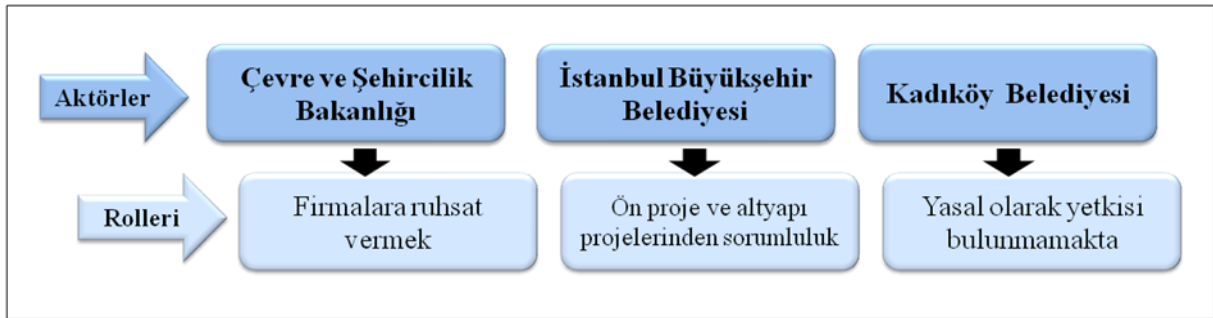 Aktörler
Çevre ve Şehircilik
Bakanlığı
İstanbul Büyükşehir
Belediyesi
Kadıköy Belediyesi
Rolleri
Firmalara ruhsat
vermek
Ön proje ve altyapı
projelerinden sorumluluk
Yasal olarak yetkisi
bulunmamakta